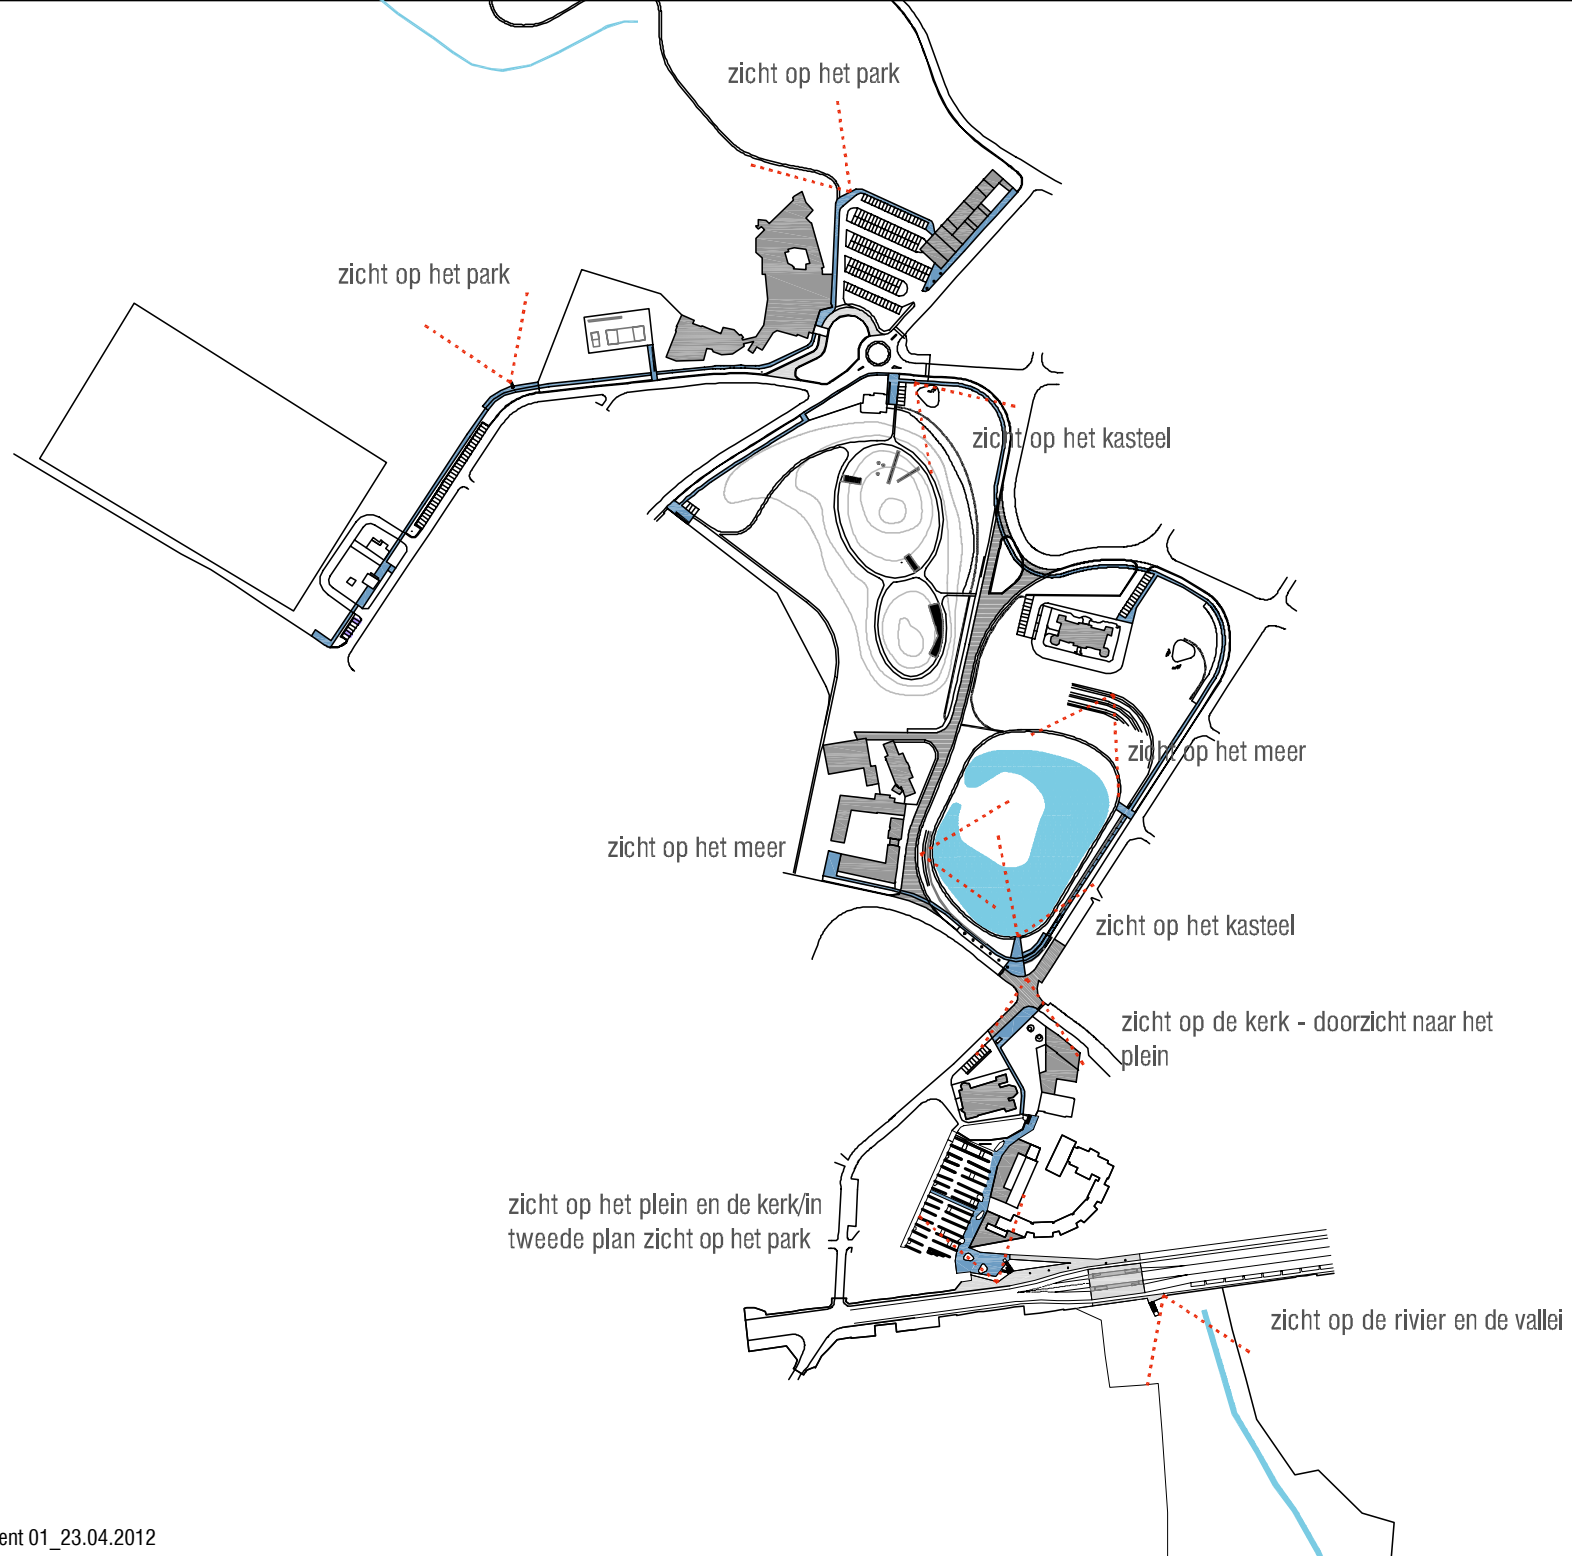 zicht op het park
zicht op het park
zicht op het kasteel
zicht op het meer
zicht op het meer
zicht op het kasteel
zicht op de kerk - doorzicht naar het
plein
zicht op het plein en de kerk/in
tweede plan zicht op het park
zicht op de rivier en de vallei
ent 01_23.04.2012